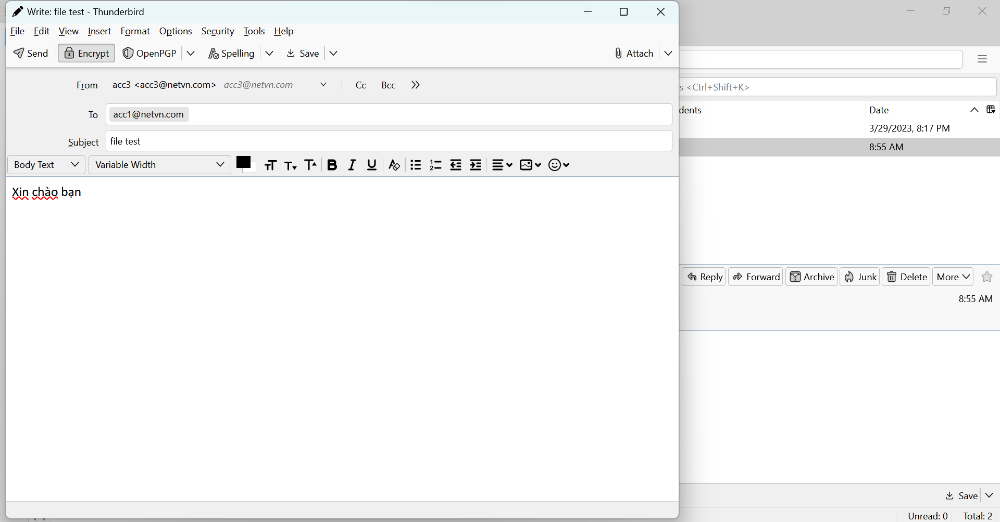 Write: file test - Thunderbird
File Edit View Insert Format Options Security Tools Help
Send Encrypt OpenPGP Spelling Save Attach
From acc3 <acc3@netvn.com> acc3@netvn.com Cc Bcc
To acc1@netvn.com
Subject file test
Body Text Variable Width
Xin chào bạn
<Ctrl+Shift+K>
dents Date
3/29/2023, 8:17 PM
8:55 AM
Reply Forward Archive Junk Delete More
8:55 AM
Save
Unread: 0 Total: 2